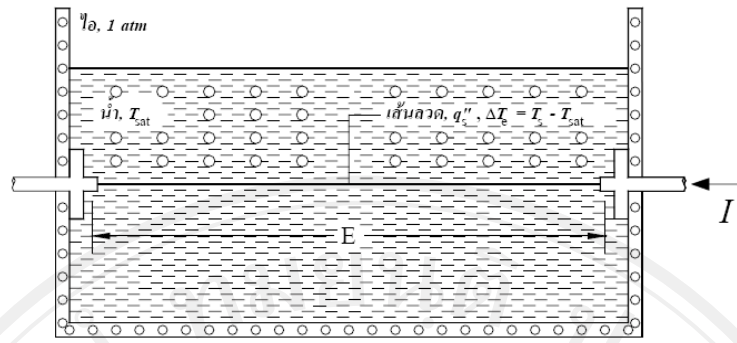 ไอ, 1 atm
น้ำ, T_sat
เส้นลวด, q_s'', ΔT_e = T_s - T_sat
I
E